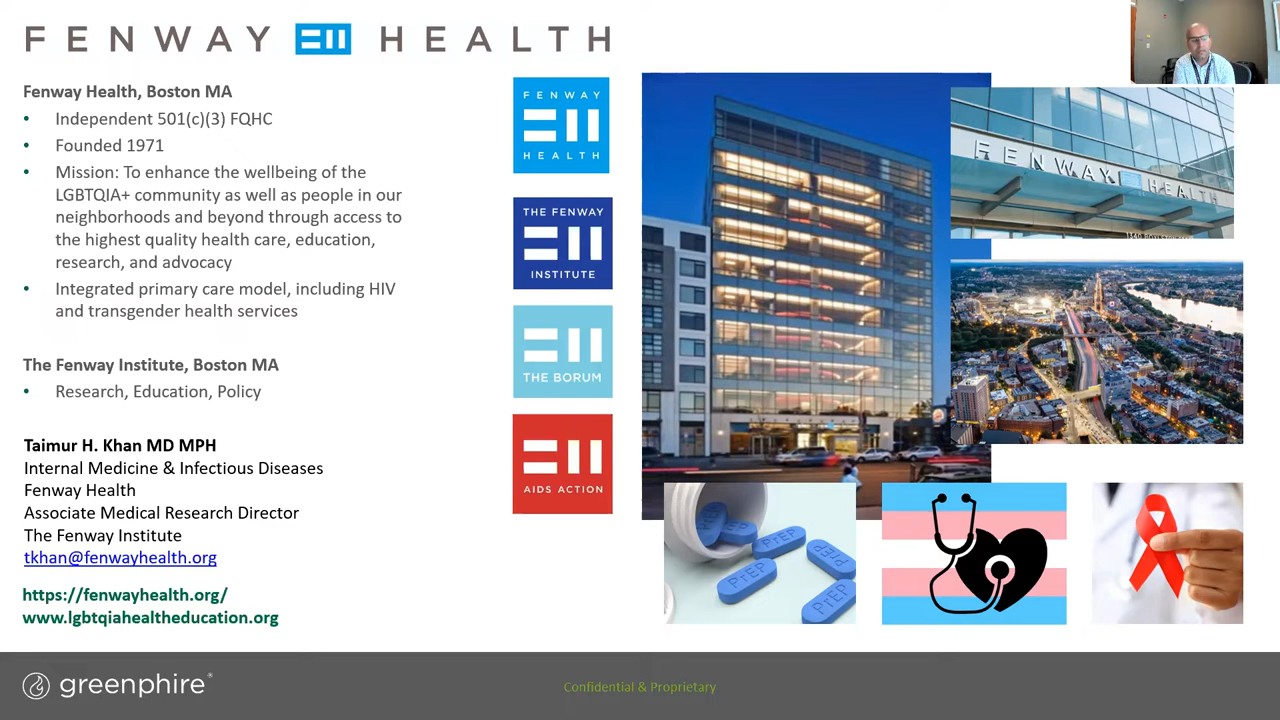 FENWAY HEALTH
Fenway Health, Boston MA
• Independent 501(c)(3) FQHC
• Founded 1971
• Mission: To enhance the wellbeing of the
LGBTQIA+ community as well as people in our
neighborhoods and beyond through access to
the highest quality health care, education,
research, and advocacy
• Integrated primary care model, including HIV
and transgender health services
The Fenway Institute, Boston MA
• Research, Education, Policy
Taimur H. Khan MD MPH
Internal Medicine & Infectious Diseases
Fenway Health
Associate Medical Research Director
The Fenway Institute
tkhan@fenwayhealth.org
https://fenwayhealth.org/
www.lgbtqiahealtheducation.org
FENWAY
HEALTH
THE FENWAY
INSTITUTE
THE BORUM
AIDS ACTION
FENWAY HEALTH
PrEP
PrEP
PrEP
PrEP
PrEP
PrEP
greenphire®
Confidential & Proprietary